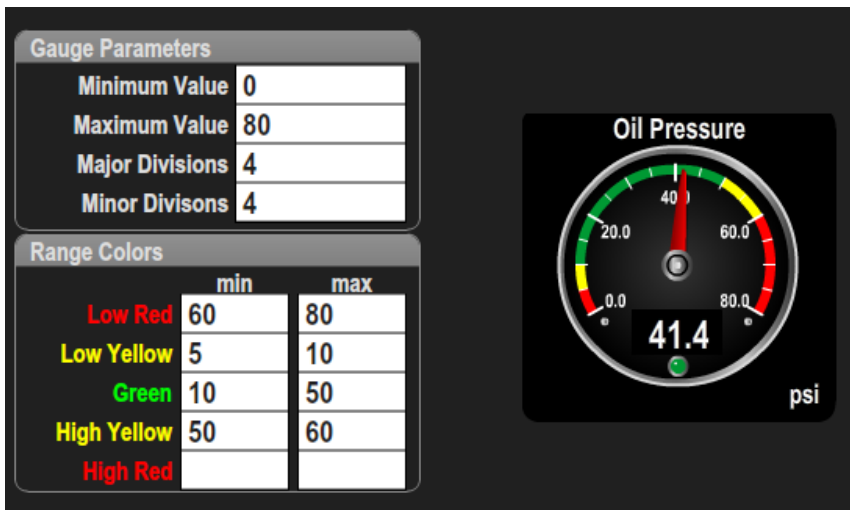 Gauge Parameters
Minimum Value 0
Maximum Value 80
Major Divisions 4
Minor Divisons 4
Range Colors
min max
Low Red 60 80
Low Yellow 5 10
Green 10 50
High Yellow 50 60
High Red
Oil Pressure
40.0
20.0 60.0
0.0 80.0
41.4
psi